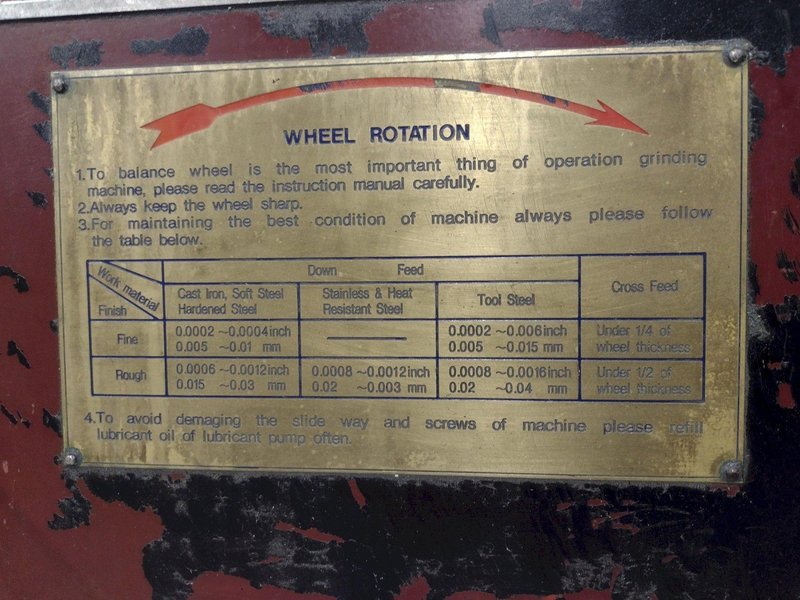 WHEEL ROTATION
1.To balance wheel is the most important thing of operation grinding
machine, please read the instruction manual carefully.
2.Always keep the wheel sharp.
3.For maintaining the best condition of machine always please follow
the table below.
Work material
Finish
Down Feed
Cross Feed
Cast Iron, Soft Steel
Hardened Steel
Stainless & Heat
Resistant Steel
Tool Steel
Fine
0.0002 ~0.0004inch
0.005 ~0.01 mm
0.0002 ~0.006inch
0.005 ~0.015 mm
Under 1/4 of
wheel thickness
Rough
0.0006 ~0.0012inch
0.015 ~0.03 mm
0.0008 ~0.0012inch
0.02 ~0.003 mm
0.0008 ~0.0016inch
0.02 ~0.04 mm
Under 1/2 of
wheel thickness
4.To avoid demaging the slide way and screws of machine please refill
lubricant oil of lubricant pump often.